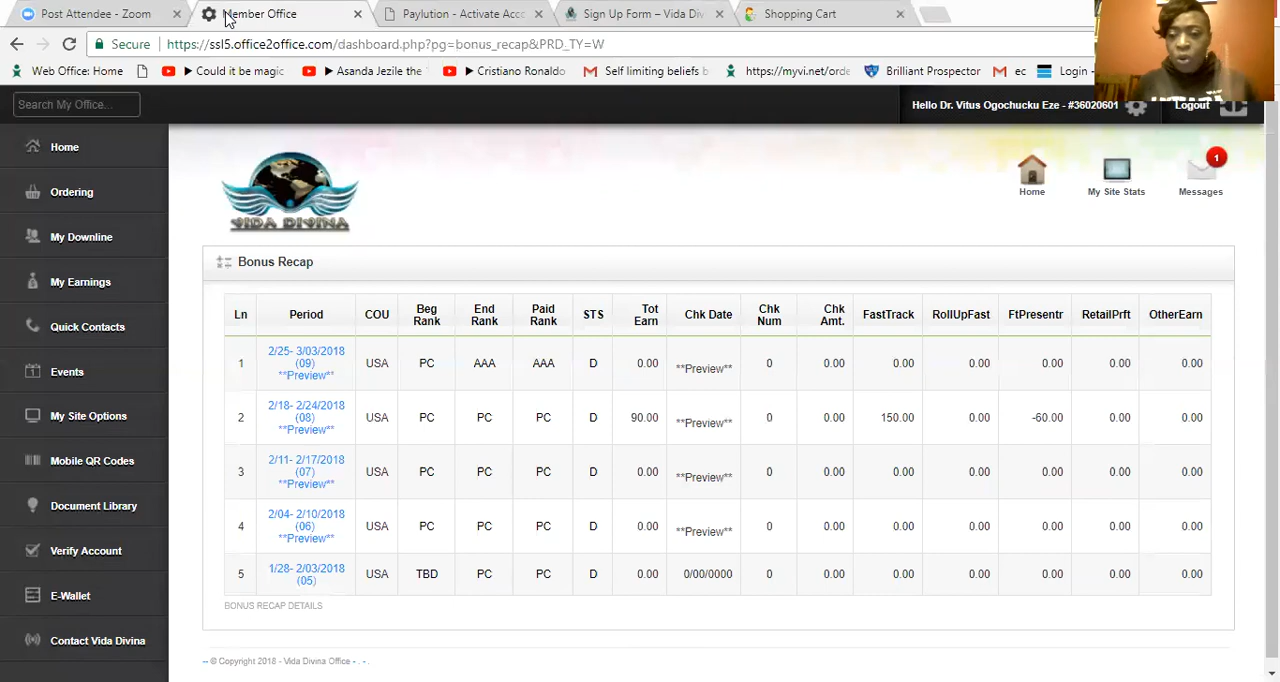 Post Attendee - Zoom
Member Office
Paylution - Activate Acc
Sign Up Form – Vida Div
Shopping Cart
Secure https://ssl5.office2office.com/dashboard.php?pg=bonus_recap&PRD_TY=W
Web Office: Home
Could it be magic
Asanda Jezile the
Cristiano Ronaldo
Self limiting beliefs b
https://myvi.net/orde
Brilliant Prospector
ec
Login -
Search My Office...
Hello Dr. Vitus Ogochucku Eze - #36020601
Logout
Home
Ordering
My Downline
My Earnings
Quick Contacts
Events
My Site Options
Mobile QR Codes
Document Library
Verify Account
E-Wallet
Contact Vida Divina
VIDA DIVINA
Home
My Site Stats
1
Messages
Bonus Recap
Ln Period COU Beg Rank End Rank Paid Rank STS Tot Earn Chk Date Chk Num Chk Amt. FastTrack RollUpFast FtPresentr RetailPrft OtherEarn
1 2/25- 3/03/2018 (09) **Preview** USA PC AAA AAA D 0.00 **Preview** 0 0.00 0.00 0.00 0.00 0.00 0.00
2 2/18- 2/24/2018 (08) **Preview** USA PC PC PC D 90.00 **Preview** 0 0.00 150.00 0.00 -60.00 0.00 0.00
3 2/11- 2/17/2018 (07) **Preview** USA PC PC PC D 0.00 **Preview** 0 0.00 0.00 0.00 0.00 0.00 0.00
4 2/04- 2/10/2018 (06) **Preview** USA PC PC PC D 0.00 **Preview** 0 0.00 0.00 0.00 0.00 0.00 0.00
5 1/28- 2/03/2018 (05) USA TBD PC PC D 0.00 0/00/0000 0 0.00 0.00 0.00 0.00 0.00 0.00
BONUS RECAP DETAILS
-- © Copyright 2018 - Vida Divina Office - . - .